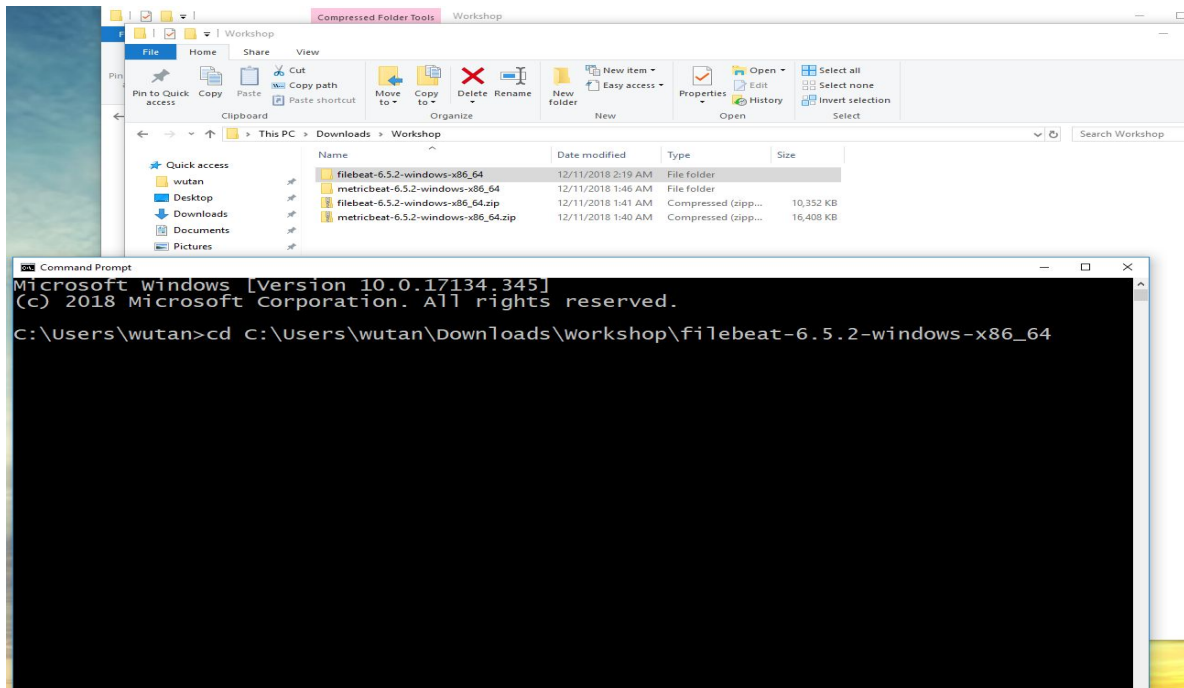 Compressed Folder Tools Workshop
Workshop
File Home Share View
Pin to Quick access
Copy
Paste
Cut
Copy path
Paste shortcut
Clipboard
Move to
Copy to
Delete
Rename
Organize
New folder
New item
Easy access
New
Properties
Open
Edit
History
Open
Select all
Select none
Invert selection
Select
This PC > Downloads > Workshop
Search Workshop
Name Date modified Type Size
Quick access
wutan
Desktop
Downloads
Documents
Pictures
filebeat-6.5.2-windows-x86_64 12/11/2018 2:19 AM File folder
metricbeat-6.5.2-windows-x86_64 12/11/2018 1:46 AM File folder
filebeat-6.5.2-windows-x86_64.zip 12/11/2018 1:41 AM Compressed (zipp... 10,352 KB
metricbeat-6.5.2-windows-x86_64.zip 12/11/2018 1:40 AM Compressed (zipp... 16,408 KB
Command Prompt
Microsoft Windows [Version 10.0.17134.345]
(c) 2018 Microsoft Corporation. All rights reserved.
C:\Users\wutan>cd C:\Users\wutan\Downloads\Workshop\filebeat-6.5.2-windows-x86_64